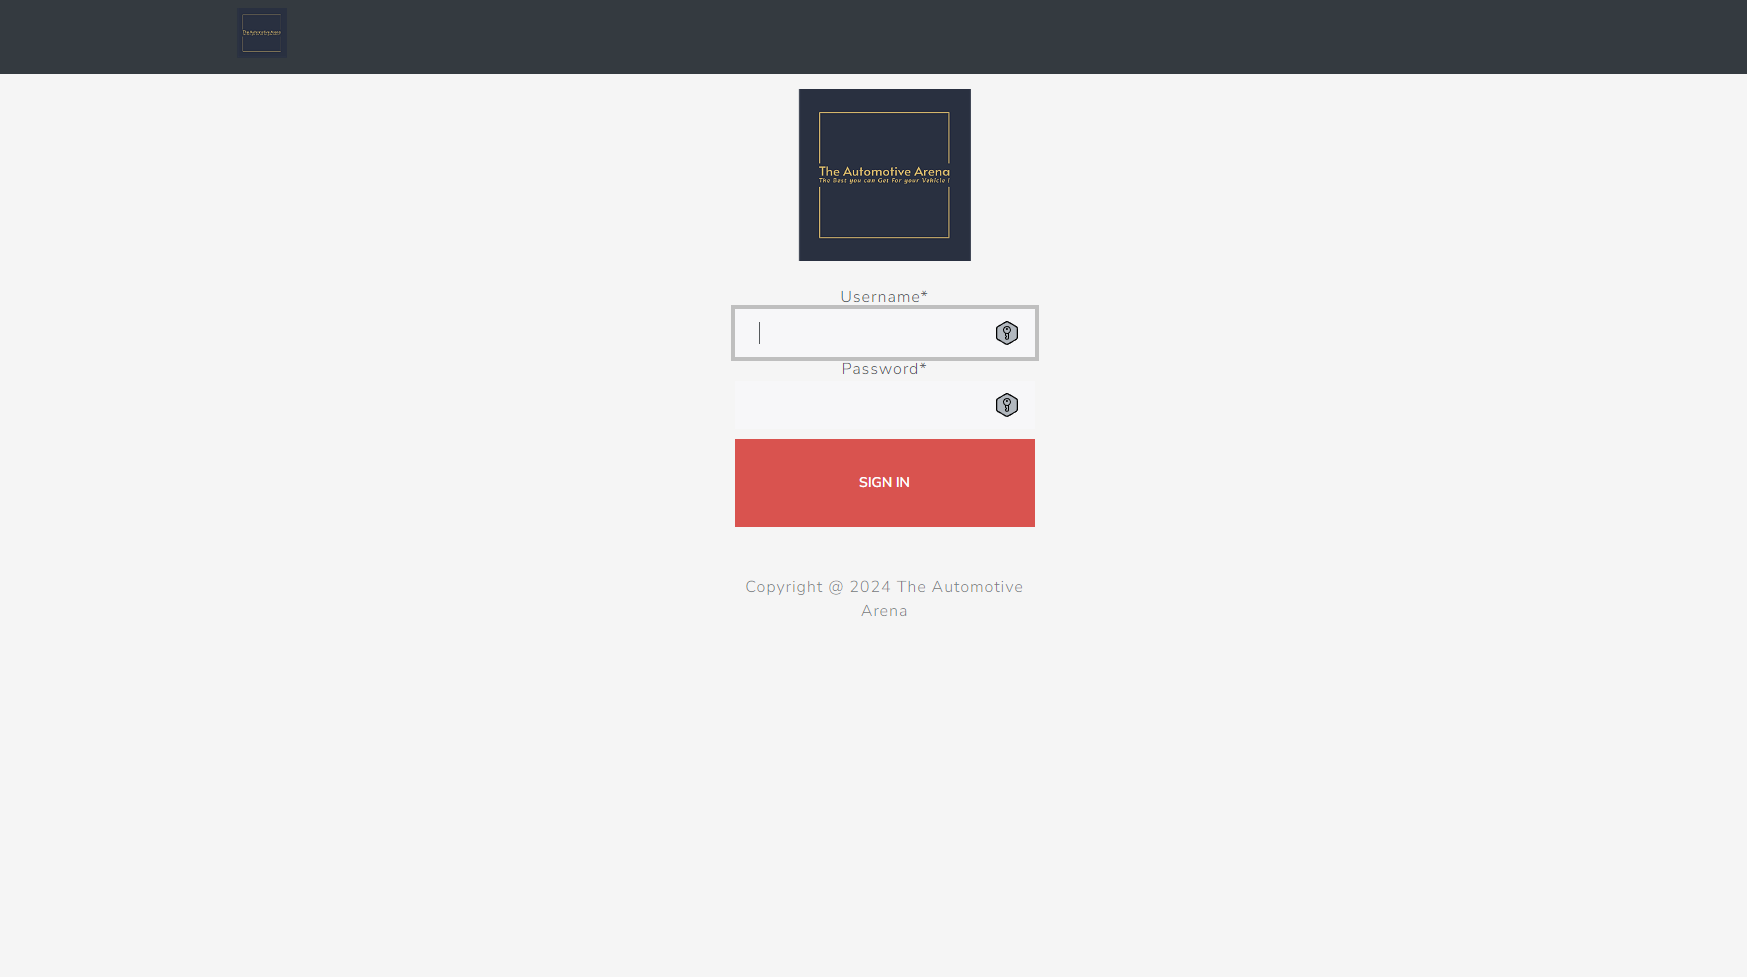 The Automotive Arena
The Best you can Get For your Vehicle !
Username*
Password*
SIGN IN
Copyright @ 2024 The Automotive
Arena